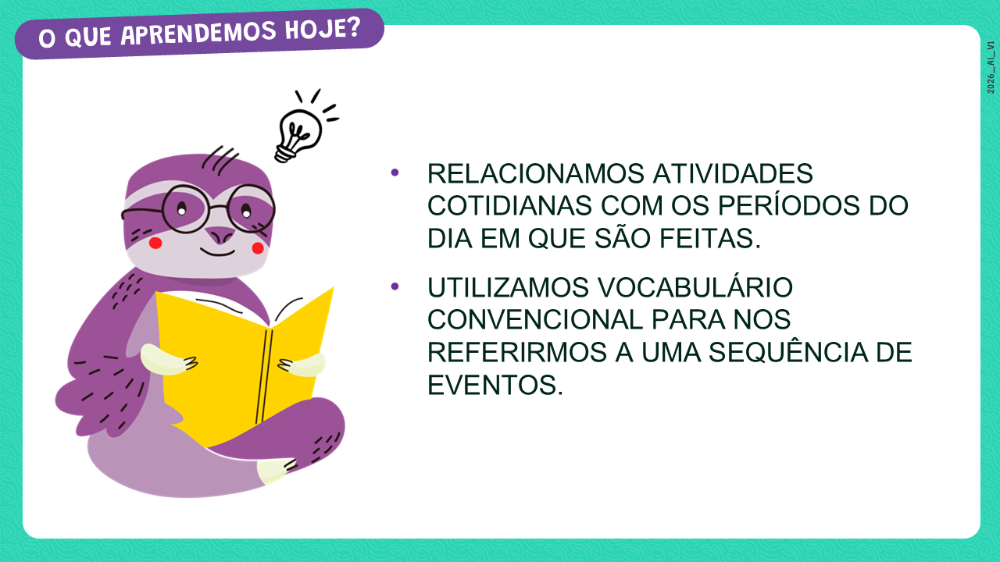 O QUE APRENDEMOS HOJE?
2026_AI_V1
• RELACIONAMOS ATIVIDADES
COTIDIANAS COM OS PERÍODOS DO
DIA EM QUE SÃO FEITAS.
• UTILIZAMOS VOCABULÁRIO
CONVENCIONAL PARA NOS
REFERIRMOS A UMA SEQUÊNCIA DE
EVENTOS.